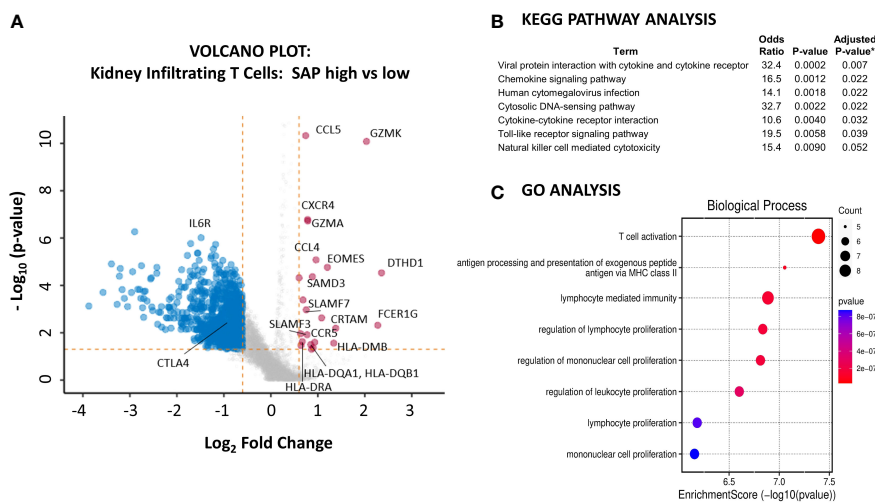 A
VOLCANO PLOT:
Kidney Infiltrating T Cells: SAP high vs low
- Log10 (p-value)
10
8
6
4
2
0
-4
-3
-2
-1
0
1
2
3
Log2 Fold Change
CCL5
GZMK
CXCR4
GZMA
IL6R
CCL4
EOMES
DTHD1
SAMD3
SLAMF7
FCER1G
SLAMF3
CRTAM
CCR5
HLA-DMB
CTLA4
HLA-DQA1, HLA-DQB1
HLA-DRA
B
KEGG PATHWAY ANALYSIS
Term Odds Ratio P-value Adjusted P-value*
Viral protein interaction with cytokine and cytokine receptor 32.4 0.0002 0.007
Chemokine signaling pathway 16.5 0.0012 0.022
Human cytomegalovirus infection 14.1 0.0018 0.022
Cytosolic DNA-sensing pathway 32.7 0.0022 0.022
Cytokine-cytokine receptor interaction 10.6 0.0040 0.032
Toll-like receptor signaling pathway 19.5 0.0058 0.039
Natural killer cell mediated cytotoxicity 15.4 0.0090 0.052
C
GO ANALYSIS
Biological Process
T cell activation
antigen processing and presentation of exogenous peptide
antigen via MHC class II
lymphocyte mediated immunity
regulation of lymphocyte proliferation
regulation of mononuclear cell proliferation
regulation of leukocyte proliferation
lymphocyte proliferation
mononuclear cell proliferation
6.5
7.0
7.5
EnrichmentScore (−log10(pvalue))
Count
5
6
7
8
pvalue
8e-07
6e-07
4e-07
2e-07